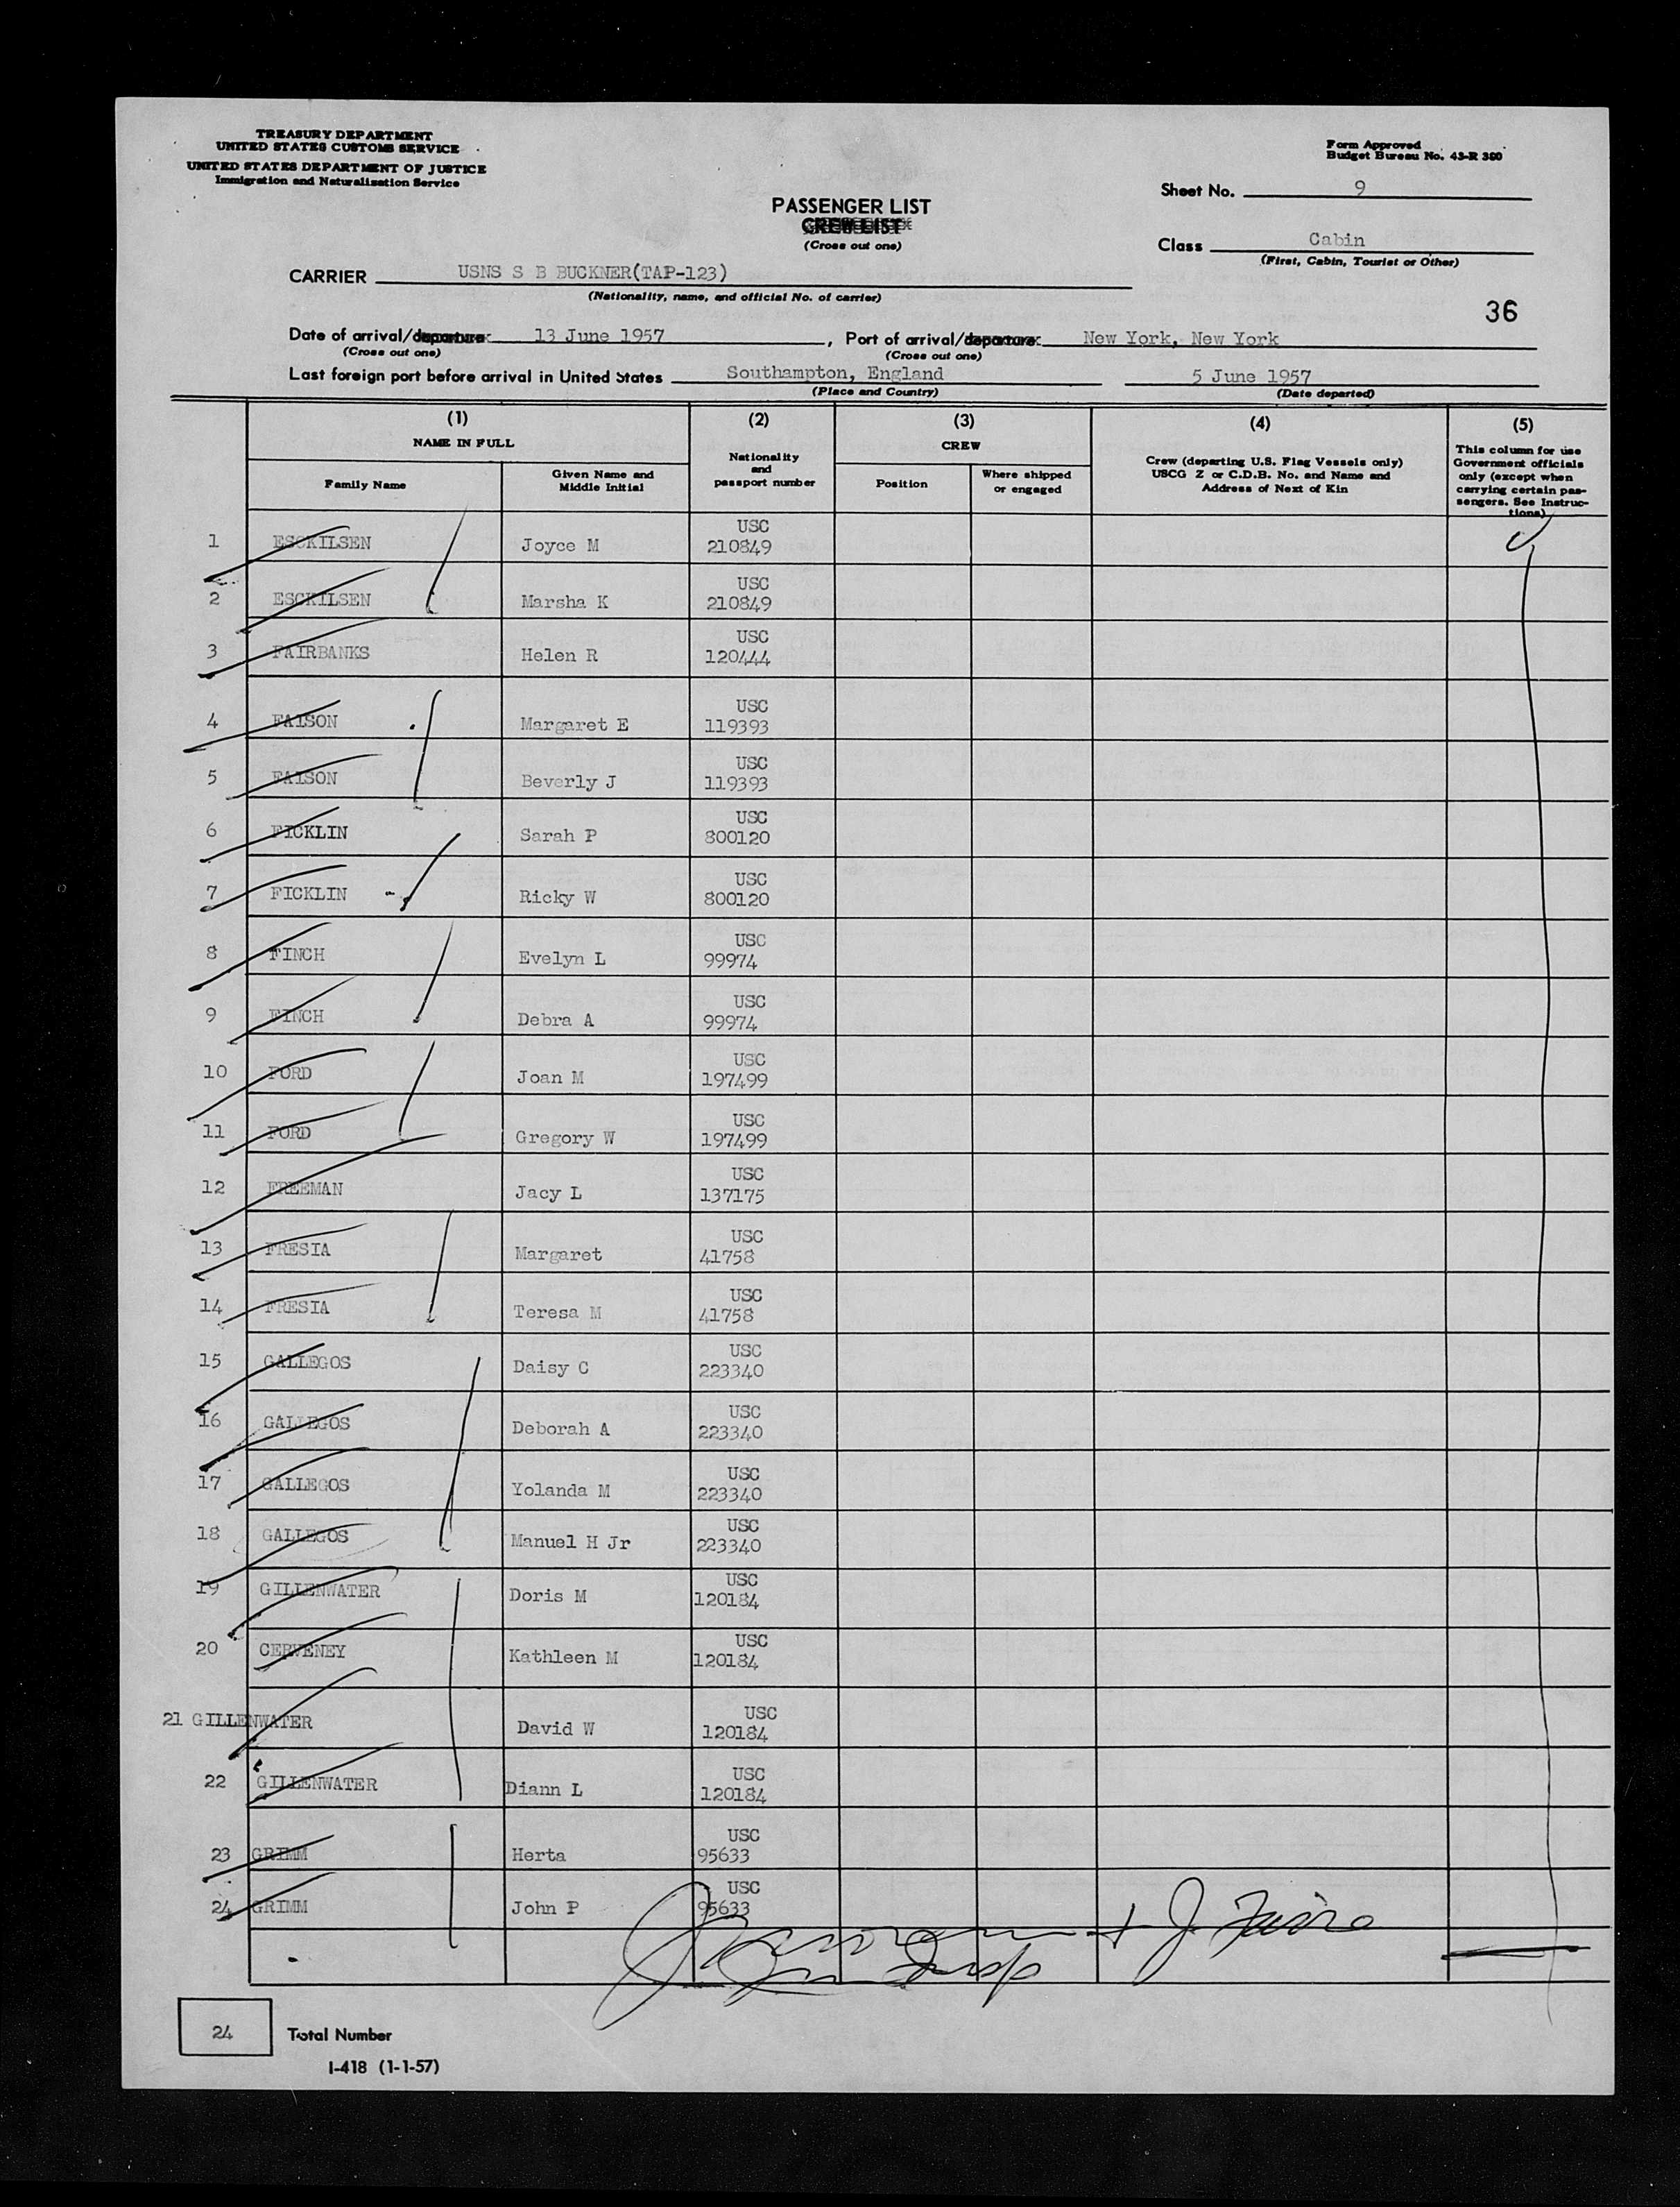 TREASURY DEPARTMENT
UNITED STATES CUSTOMS SERVICE
UNITED STATES DEPARTMENT OF JUSTICE
Immigration and Naturalization Service
Form Approved
Budget Bureau No. 43-R 380
Sheet No. 9
PASSENGER LIST
CREW LIST
(Cross out one)
Class Cabin
(First, Cabin, Tourist or Other)
CARRIER USNS S B BUCKNER(TAP-123)
(Nationality, name, and official No. of carrier)
36
Date of arrival/departure 13 June 1957, Port of arrival/departure New York, New York
(Cross out one) (Cross out one)
Last foreign port before arrival in United States Southampton, England 5 June 1957
(Place and Country) (Date departed)
(1) (2) (3) (4) (5)
NAME IN FULL
Family Name
Given Name and Middle Initial
Nationality and passport number
CREW
Position
Where shipped or engaged
Crew (departing U.S. Flag Vessels only)
USCG Z or C.D.B. No. and Name and
Address of Next of Kin
This column for use
Government officials
only (except when
carrying certain pas-
sengers. See Instruc-
tions)
1 ESCKILSEN Joyce M USC 210849
2 ESCKILSEN Marsha K USC 210849
3 FAIRBANKS Helen R USC 120444
4 FAISON Margaret E USC 119393
5 FAISON Beverly J USC 119393
6 FICKLIN Sarah P USC 800120
7 FICKLIN Ricky W USC 800120
8 FINCH Evelyn L USC 99974
9 FINCH Debra A USC 99974
10 FORD Joan M USC 197499
11 FORD Gregory W USC 197499
12 FREEMAN Jacy L USC 137175
13 FRESIA Margaret USC 41758
14 FRESIA Teresa M USC 41758
15 GALLEGOS Daisy C USC 223340
16 GALLEGOS Deborah A USC 223340
17 GALLEGOS Yolanda M USC 223340
18 GALLEGOS Manuel H Jr USC 223340
19 GILLENWATER Doris M USC 120184
20 CERVENEY Kathleen M USC 120184
21 GILLENWATER David W USC 120184
22 GILLENWATER Diann L USC 120184
23 GRIMM Herta USC 95633
24 GRIMM John P USC 95633
24 Total Number
I-418 (1-1-57)